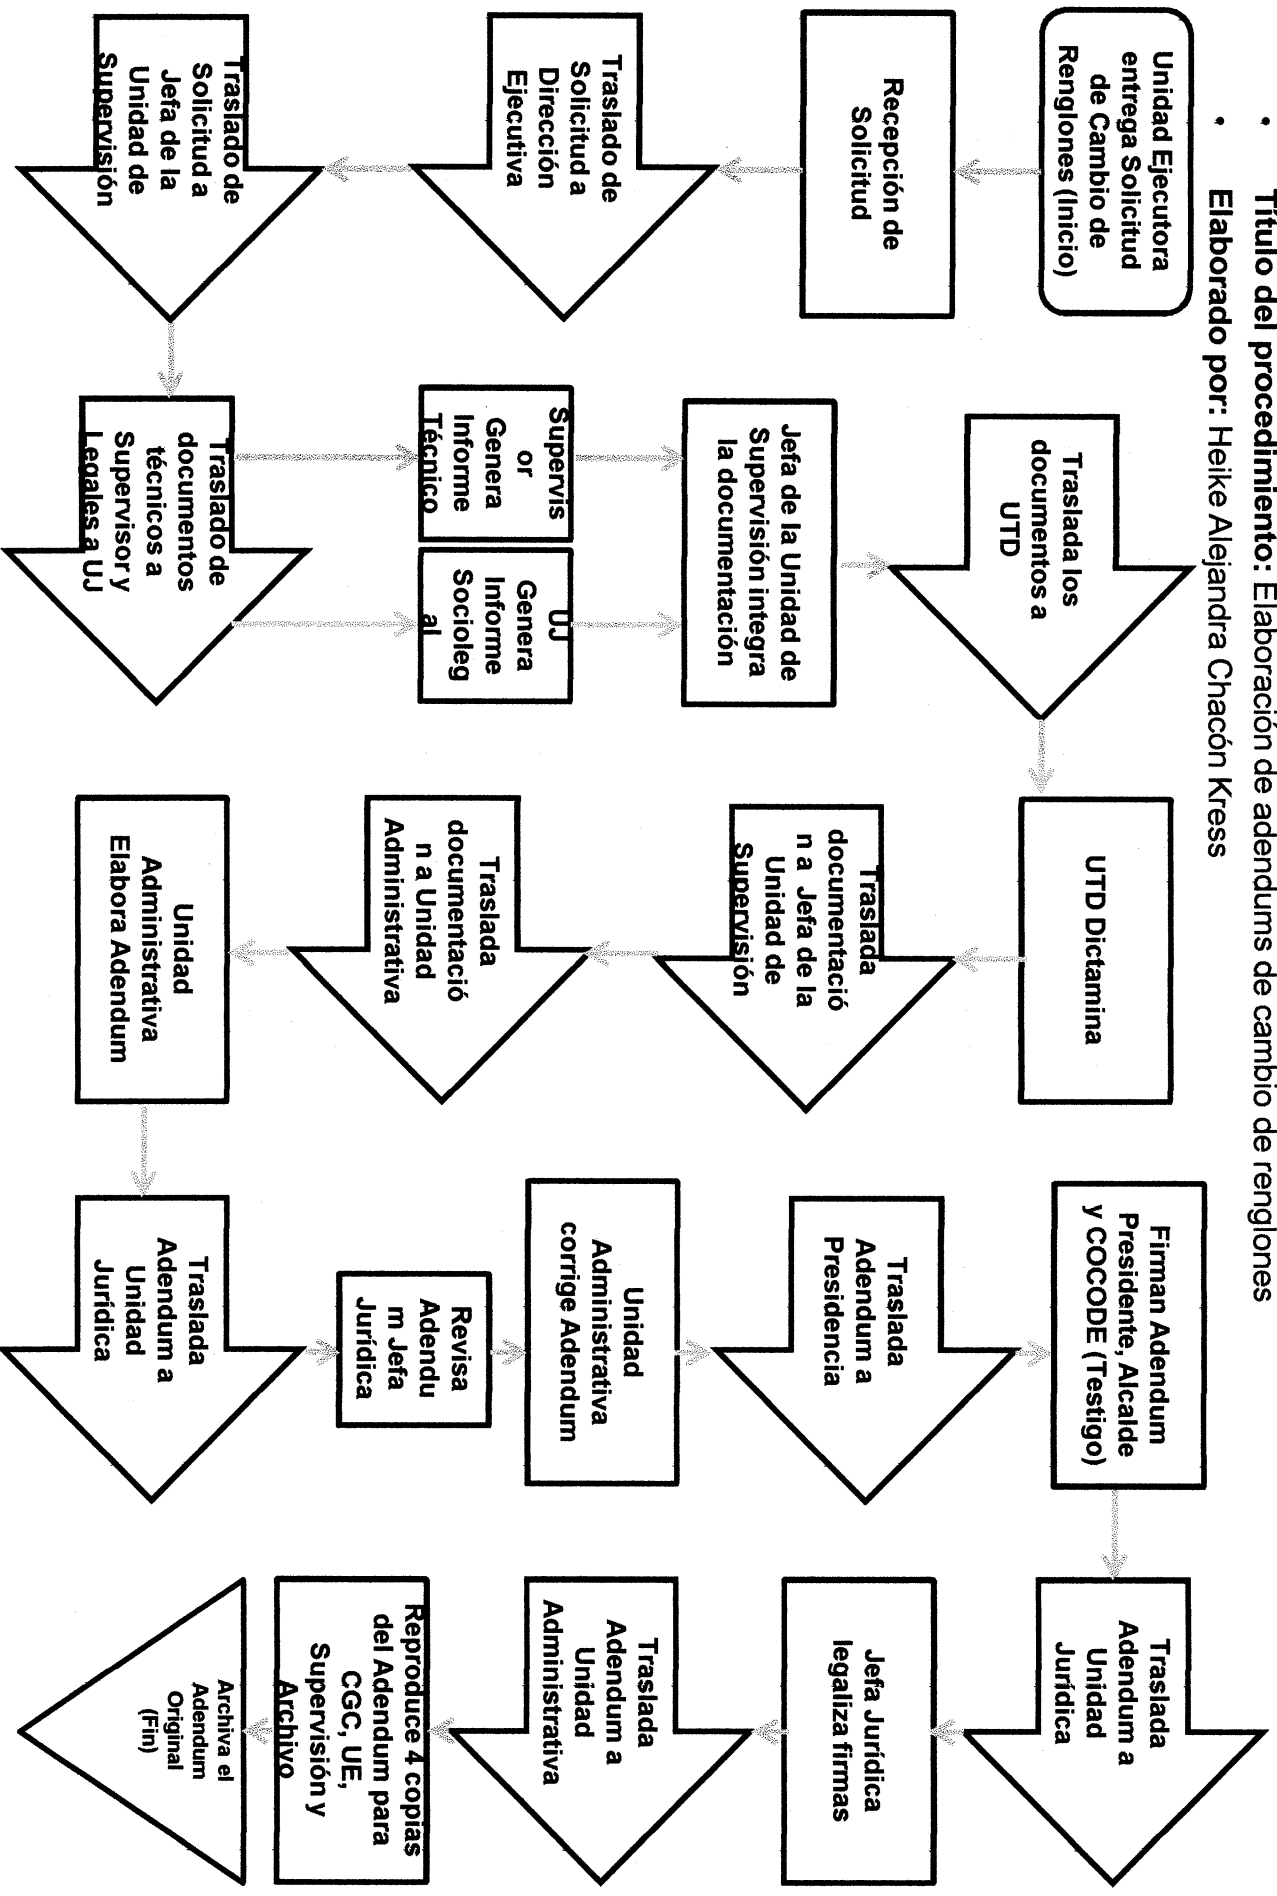 • Título del procedimiento: Elaboración de adendums de cambio de renglones
• Elaborado por: Heike Alejandra Chacón Kress
Unidad Ejecutora
entrega Solicitud
de Cambio de
Renglones (Inicio)
Recepción de
Solicitud
Traslado de
Solicitud a
Dirección
Ejecutiva
Traslado de
Solicitud a
Jefa de la
Unidad de
Supervisión
Traslado de
documentos
técnicos a
Supervisor y
Legales a UJ
Supervis
or
Genera
Informe
Técnico
UJ
Genera
Informe
Socioleg
al
Jefa de la Unidad de
Supervisión integra
la documentación
Traslada los
documentos a
UTD
UTD Dictamina
Traslada
documentació
n a Jefa de la
Unidad de
Supervisión
Traslada
documentació
n a Unidad
Administrativa
Unidad
Administrativa
Elabora Adendum
Traslada
Adendum a
Unidad
Jurídica
Revisa
Adendu
m Jefa
Jurídica
Unidad
Administrativa
corrige Adendum
Traslada
Adendum a
Presidencia
Firman Adendum
Presidente, Alcalde
y COCODE (Testigo)
Traslada
Adendum a
Unidad
Jurídica
Jefa Jurídica
legaliza firmas
Traslada
Adendum a
Unidad
Administrativa
Reproduce 4 copias
del Adendum para
CGC, UE,
Supervisión y
Archivo
Archiva el
Adendum
Original
(Fin)